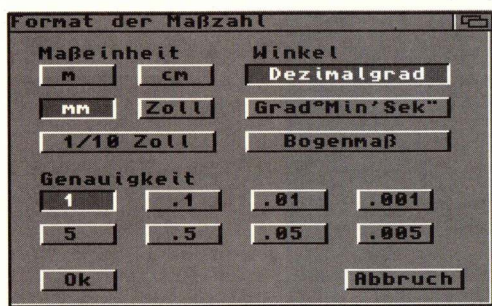 Format der Maßzahl
Maßeinheit Winkel
m cm Dezimalgrad
mm Zoll Grad°Min'Sek"
1/10 Zoll Bogenmaß
Genauigkeit
1 .1 .01 .001
5 .5 .05 .005
Ok Abbruch